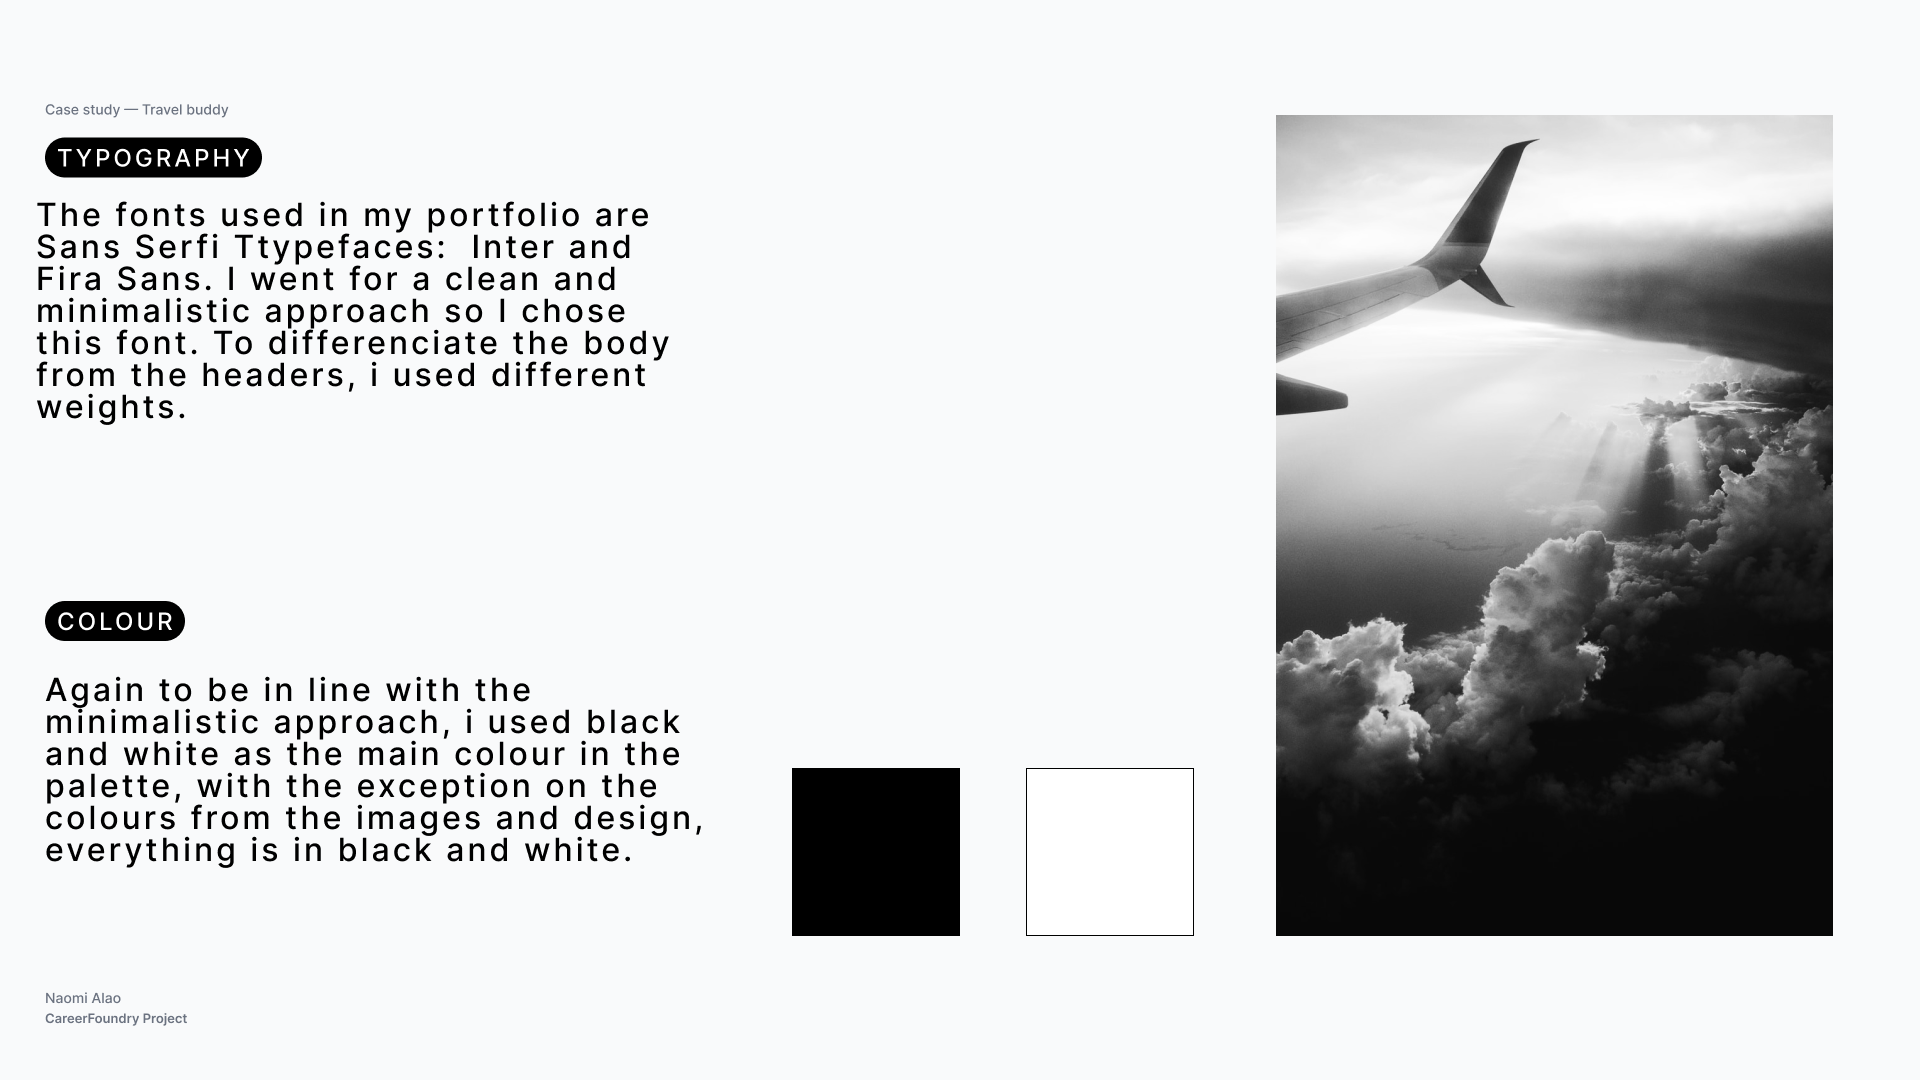 Case study — Travel buddy
TYPOGRAPHY
The fonts used in my portfolio are
Sans Serfi Ttypefaces:  Inter and
Fira Sans. I went for a clean and
minimalistic approach so I chose
this font. To differenciate the body
from the headers, i used different
weights.
COLOUR
Again to be in line with the
minimalistic approach, i used black
and white as the main colour in the
palette, with the exception on the
colours from the images and design,
everything is in black and white.
Naomi Alao
CareerFoundry Project